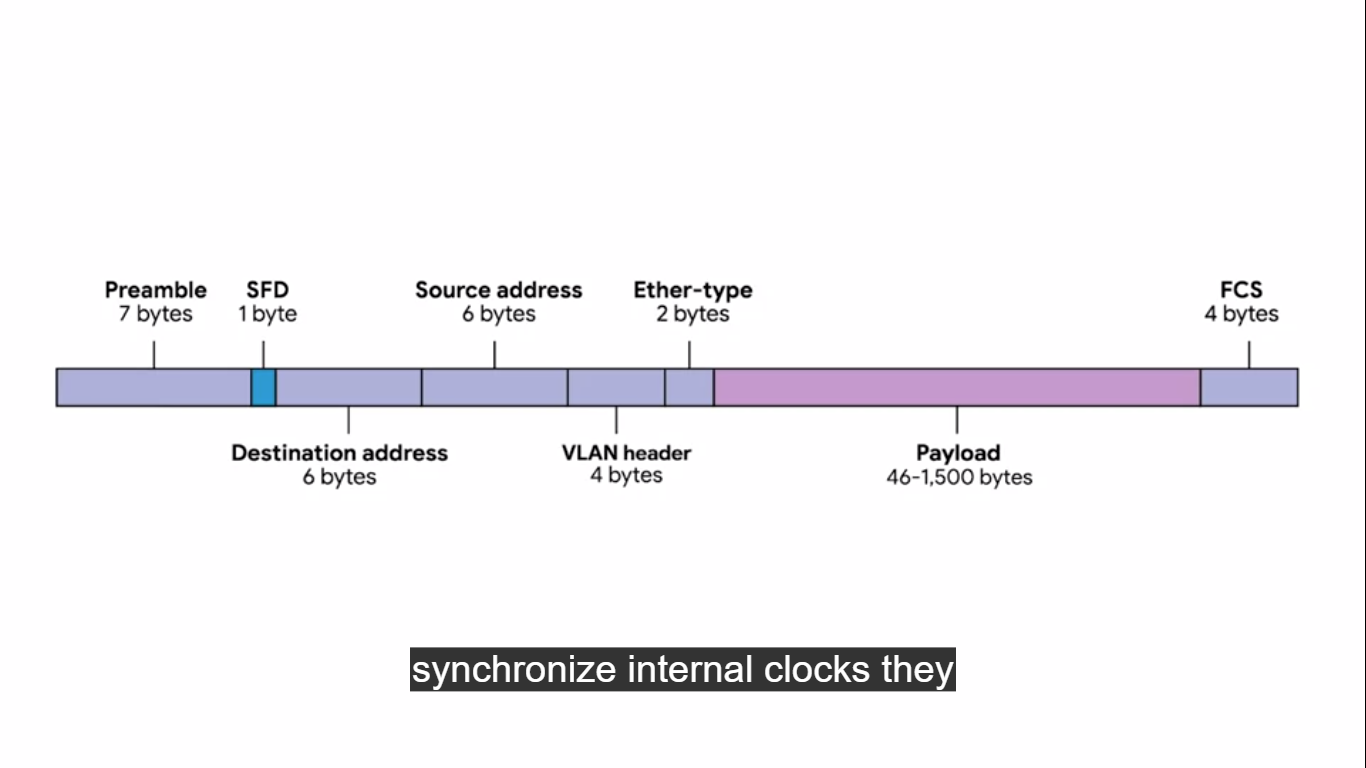 Preamble
7 bytes
SFD
1 byte
Source address
6 bytes
Ether-type
2 bytes
FCS
4 bytes
Destination address
6 bytes
VLAN header
4 bytes
Payload
46-1,500 bytes
synchronize internal clocks they